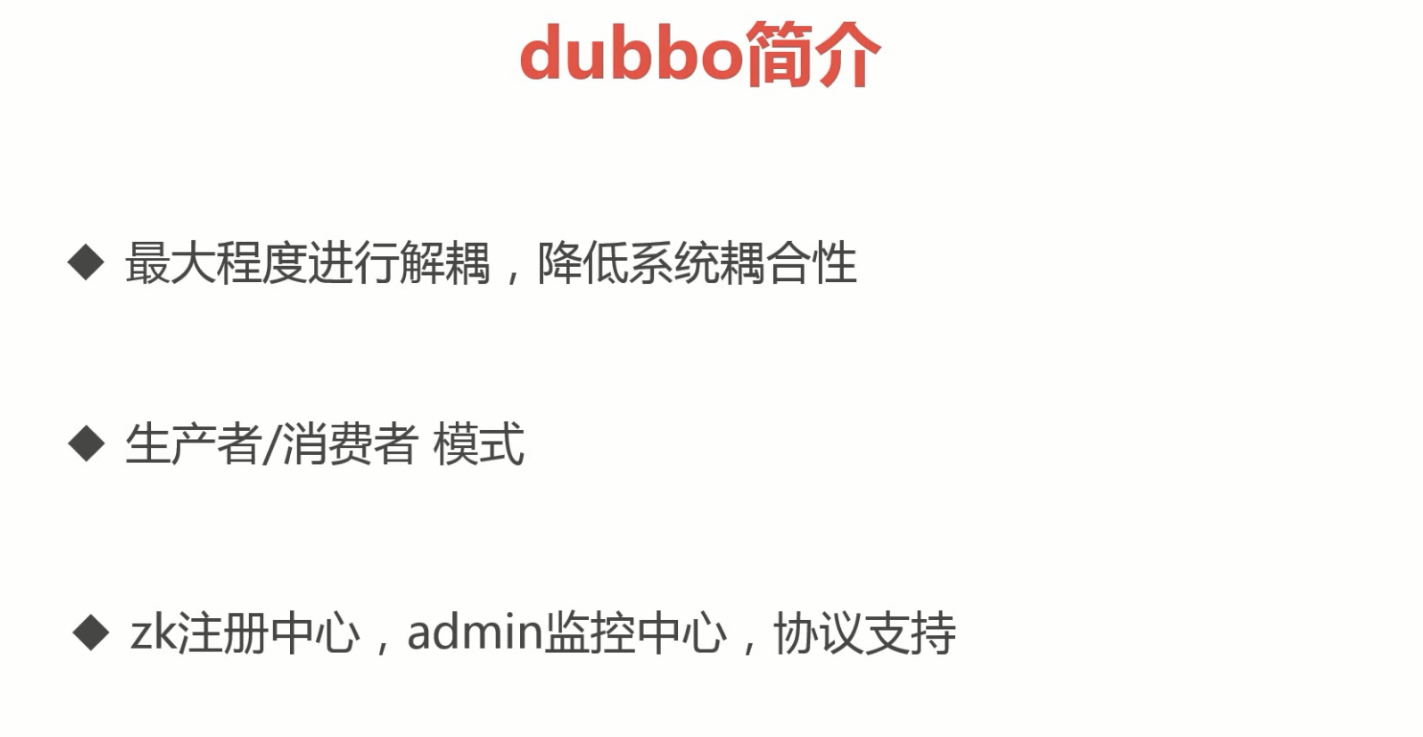 dubbo简介
◆ 最大程度进行解耦，降低系统耦合性
◆ 生产者/消费者 模式
◆ zk注册中心，admin监控中心，协议支持